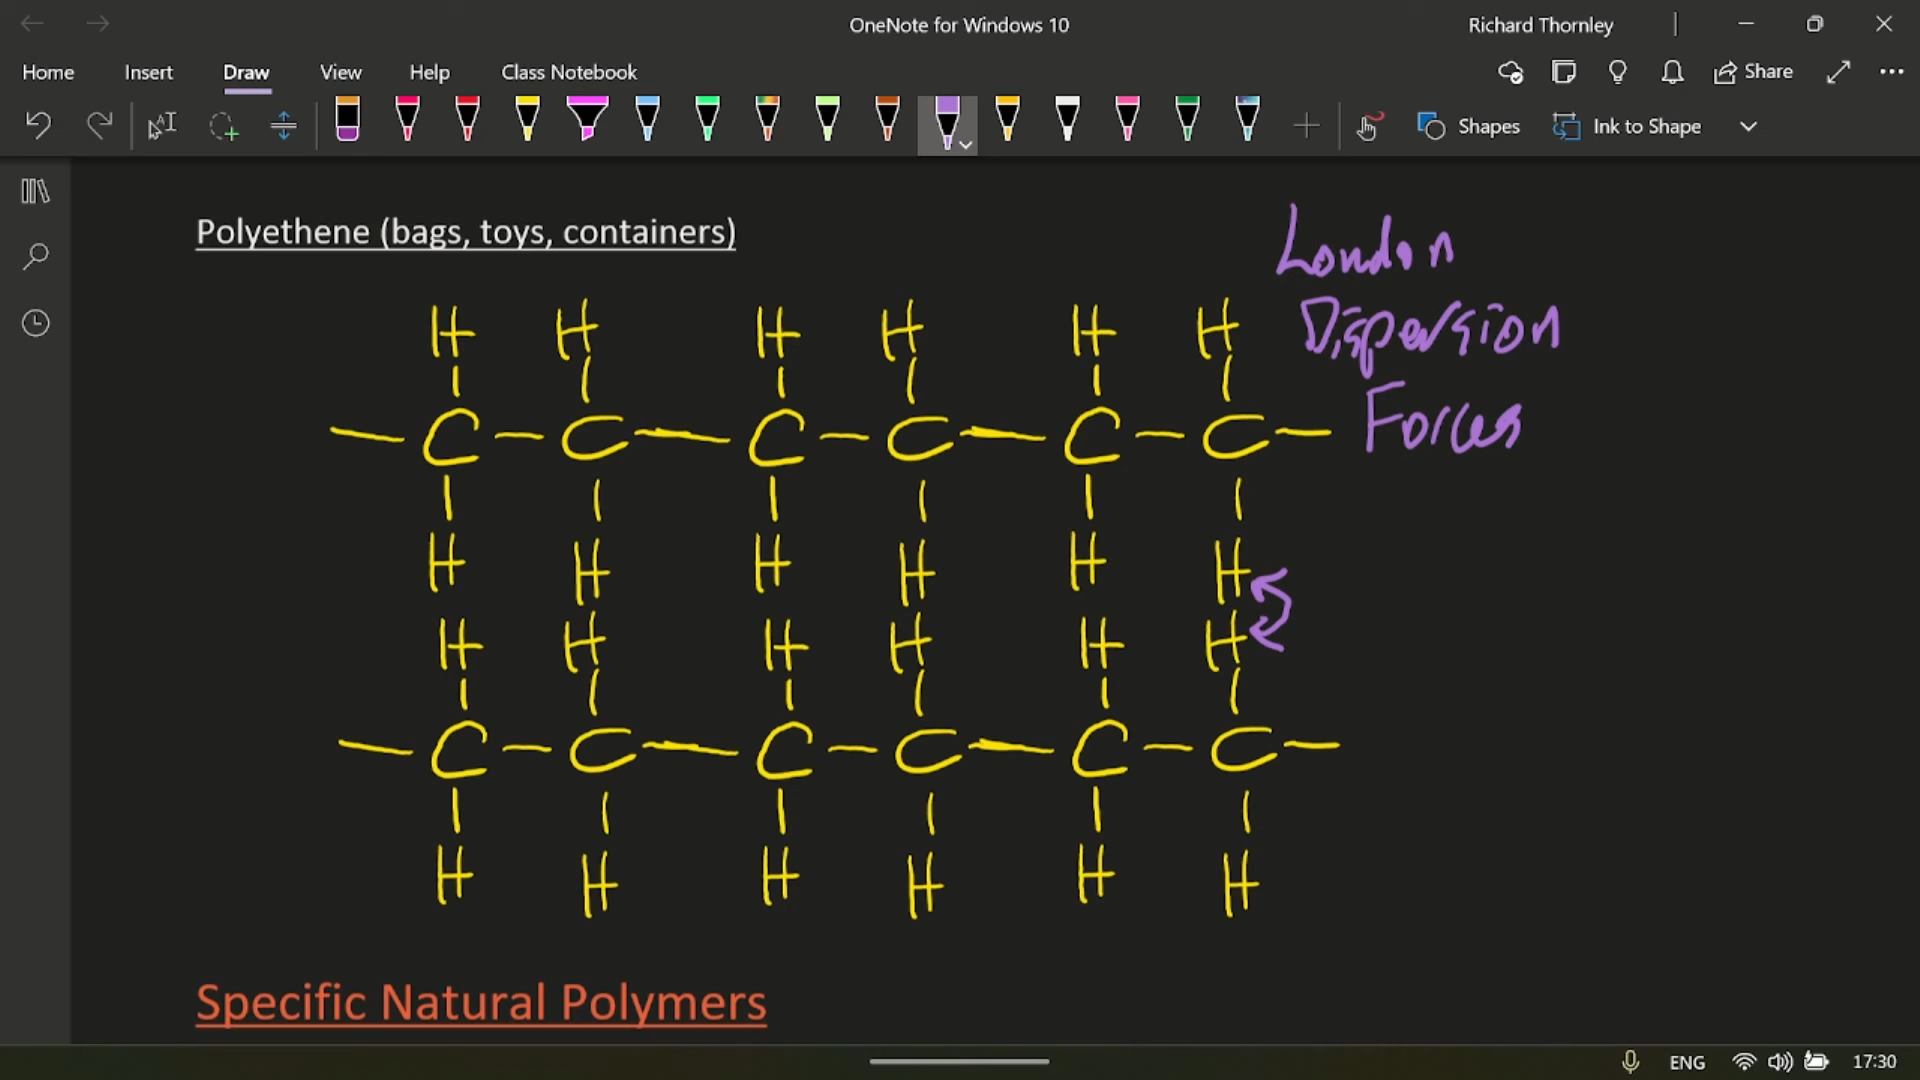 OneNote for Windows 10
Richard Thornley
Home Insert Draw View Help Class Notebook
Share
Shapes Ink to Shape
Polyethene (bags, toys, containers)
London
Dispersion
Forces
H H H H H H
C C C C C C
H H H H H H
H H H H H H
C C C C C C
H H H H H H
Specific Natural Polymers
ENG 17:30